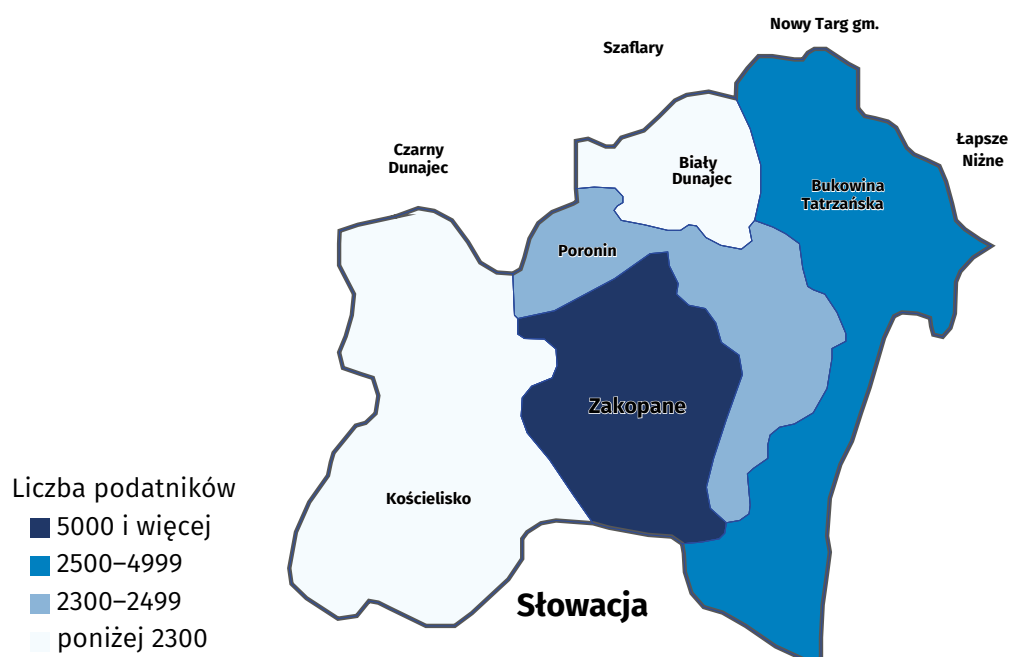 Nowy Targ gm.
Szaflary
Czarny
Dunajec
Łapsze
Niżne
Biały
Dunajec
Bukowina
Tatrzańska
Poronin
Zakopane
Kościelisko
Słowacja
Liczba podatników
5000 i więcej
2500–4999
2300–2499
poniżej 2300